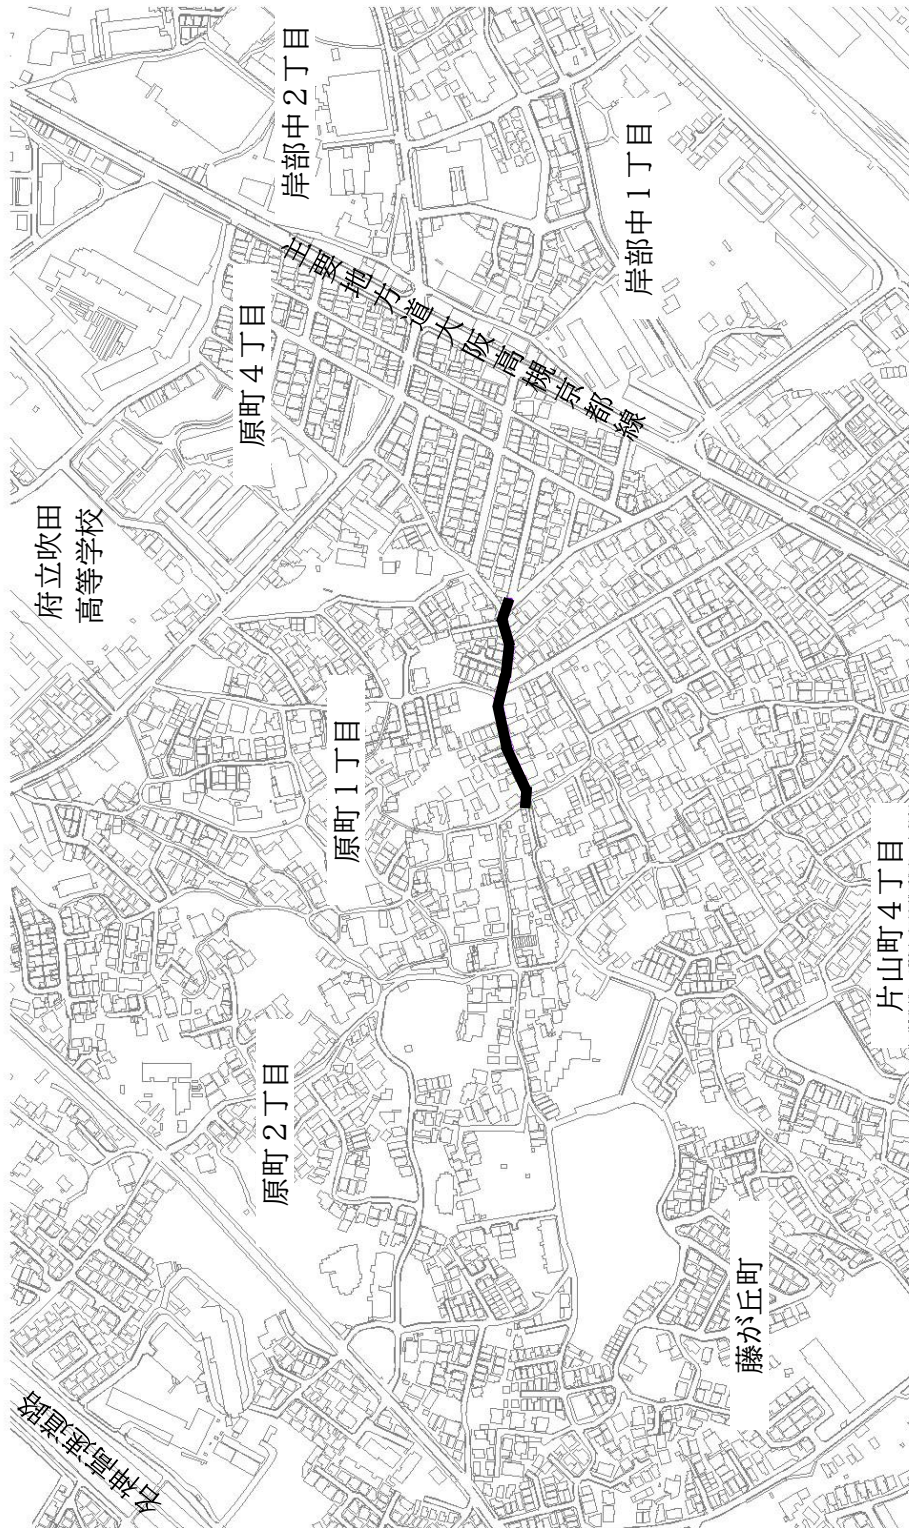 名神高速道路
府立吹田
高等学校
原町４丁目
岸部中２丁目
原町２丁目
原町１丁目
主要地方道大阪高槻京都線
岸部中１丁目
藤が丘町
片山町４丁目